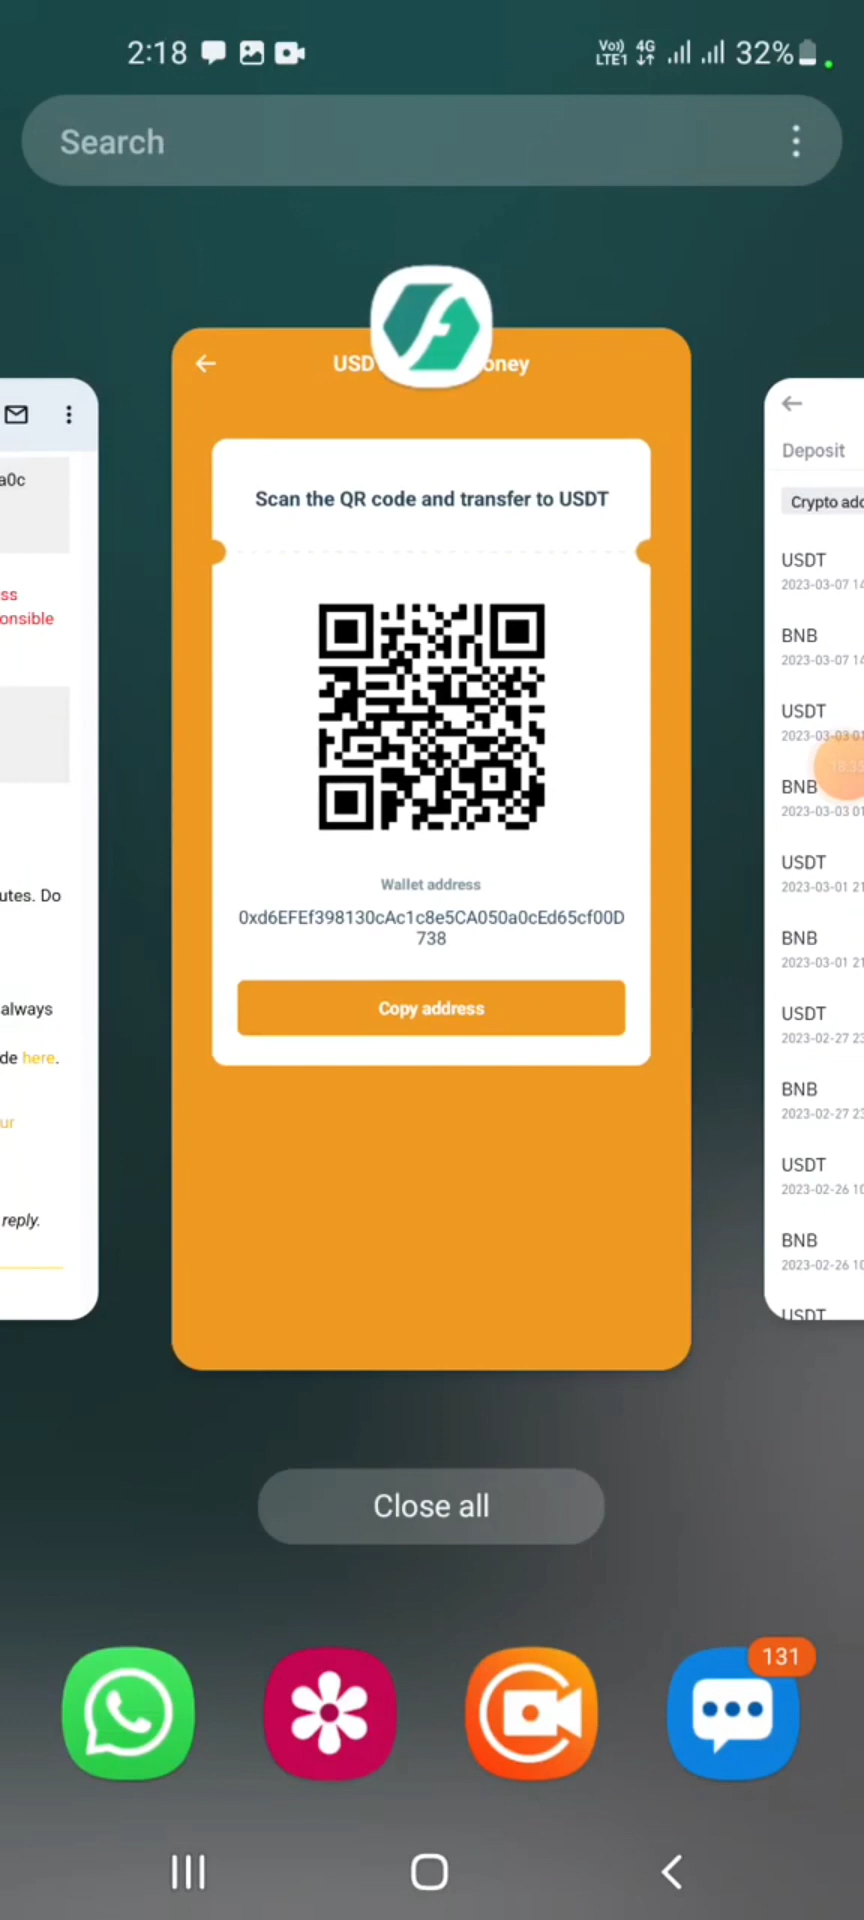 2:18
Vo)) LTE1 4G 32%
Search
a0c
ss
onsible
utes. Do
always
de here.
ur
reply.
USD
oney
Scan the QR code and transfer to USDT
Wallet address
0xd6EFEf398130cAc1c8e5CA050a0cEd65cf00D
738
Copy address
Deposit
Crypto add
USDT
2023-03-07 14
BNB
2023-03-07 14
USDT
2023-03-03 01
BNB
2023-03-03 01
USDT
2023-03-01 21
BNB
2023-03-01 21
USDT
2023-02-27 23
BNB
2023-02-27 23
USDT
2023-02-26 10
BNB
2023-02-26 10
USDT
Close all
131